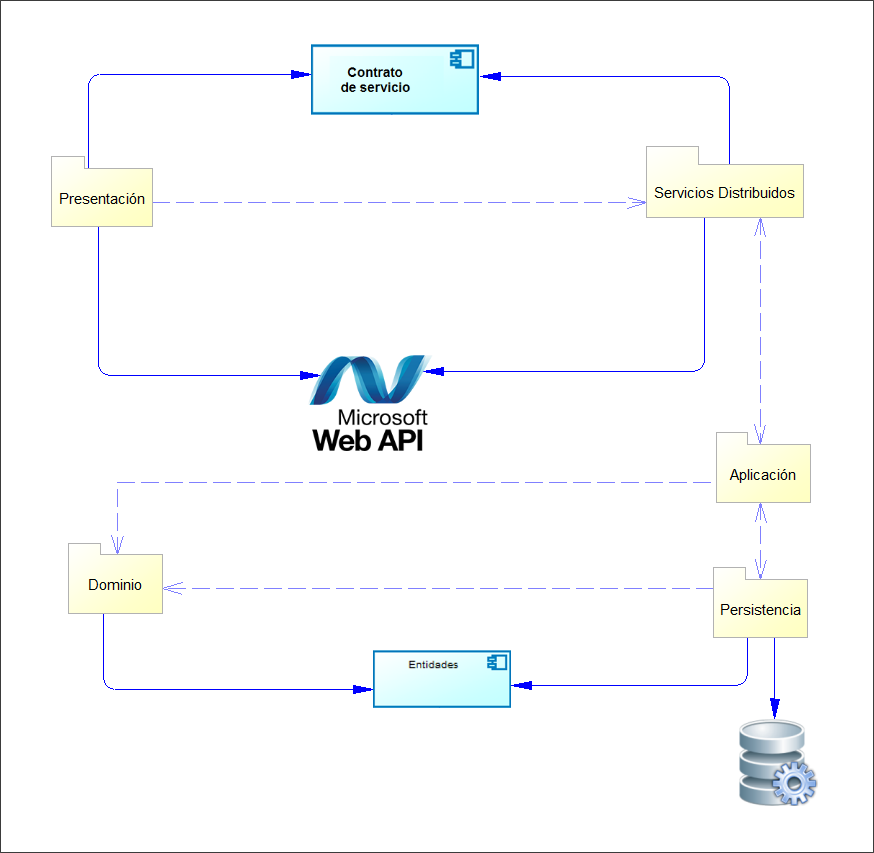 Contrato
de servicio
Presentación
Servicios Distribuidos
Microsoft
Web API
Aplicación
Dominio
Persistencia
Entidades